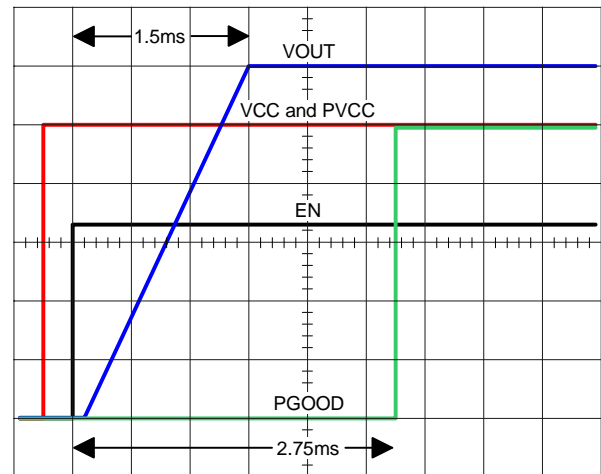 1.5ms
VOUT
VCC and PVCC
EN
PGOOD
2.75ms